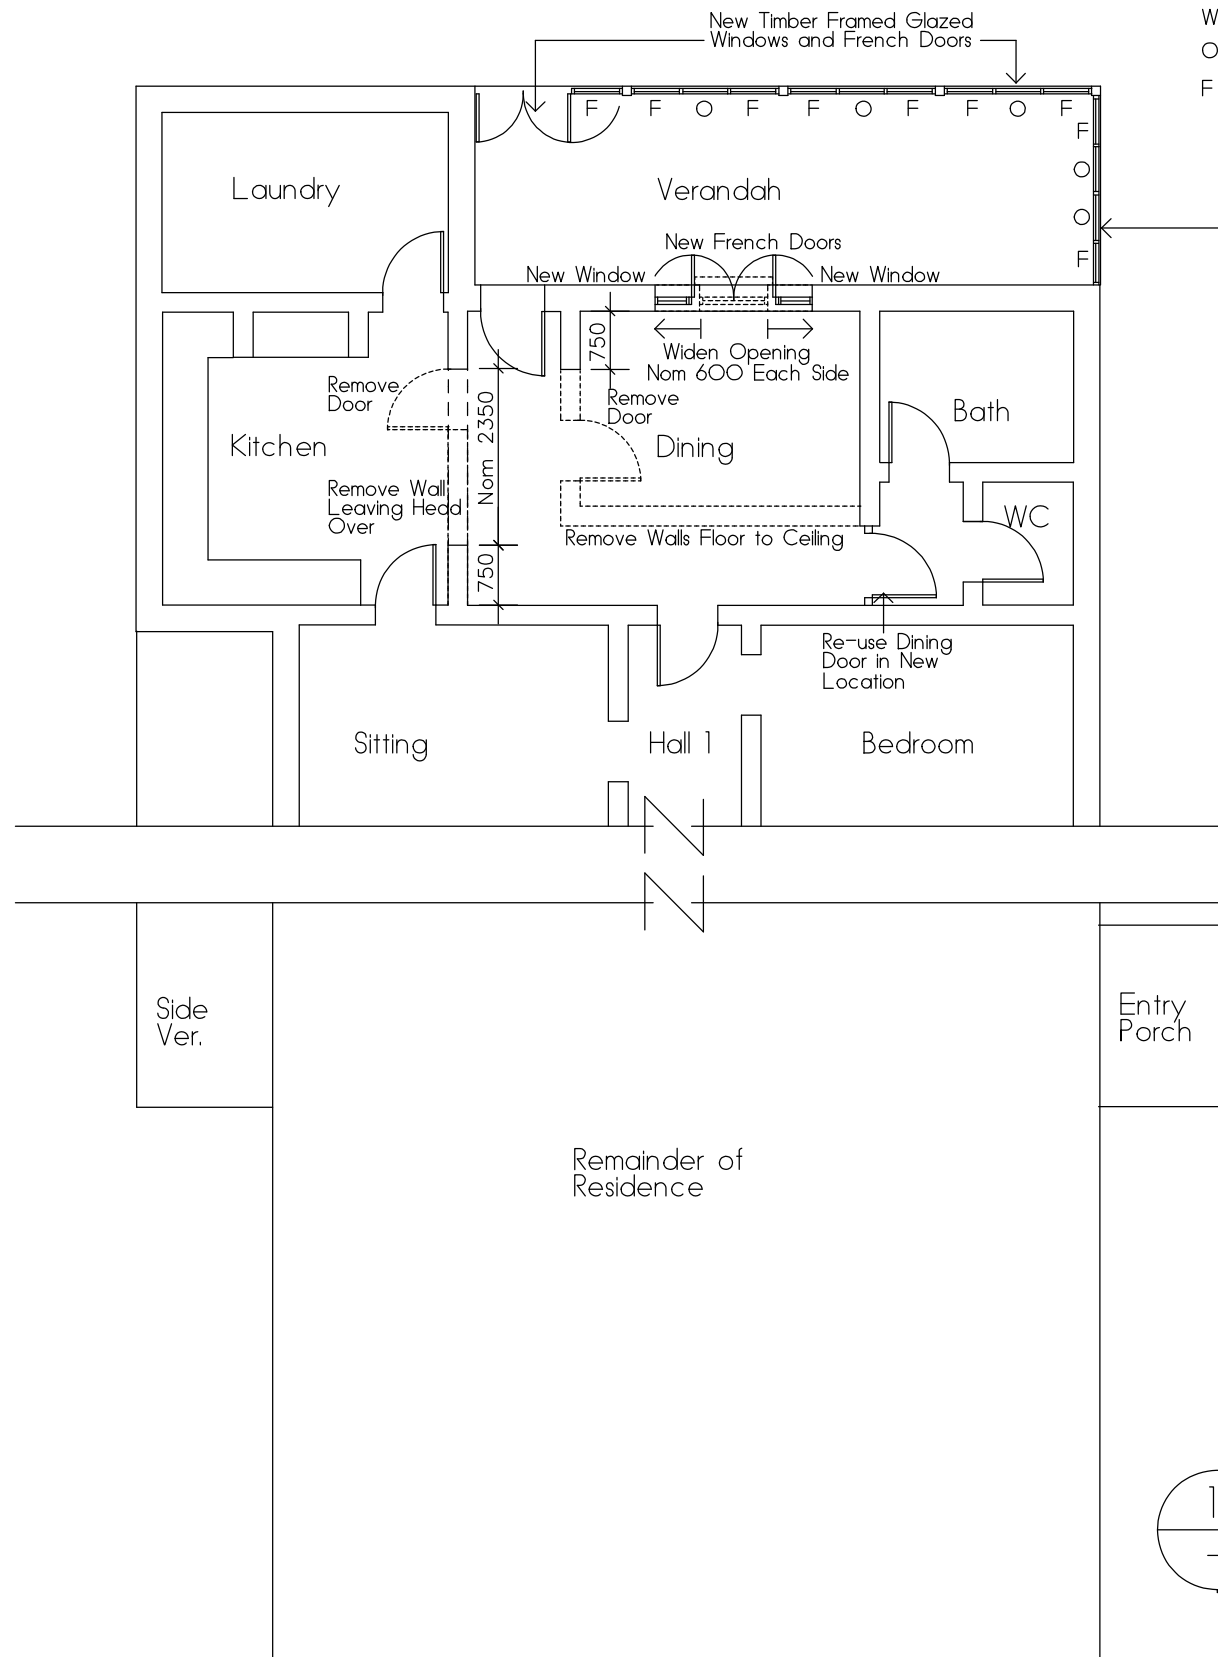 New Timber Framed Glazed
Windows and French Doors
W
O
F
F F O F F O F F O F
F
O
O
F
Laundry
Verandah
New French Doors
New Window
New Window
750
Widen Opening
Nom 600 Each Side
Remove
Door
Remove
Door
Nom 2350
Kitchen
Dining
Bath
Remove Wall
Leaving Head
Over
WC
Remove Walls Floor to Ceiling
750
Re-use Dining
Door in New
Location
Sitting
Hall 1
Bedroom
Side
Ver.
Entry
Porch
Remainder of
Residence
1